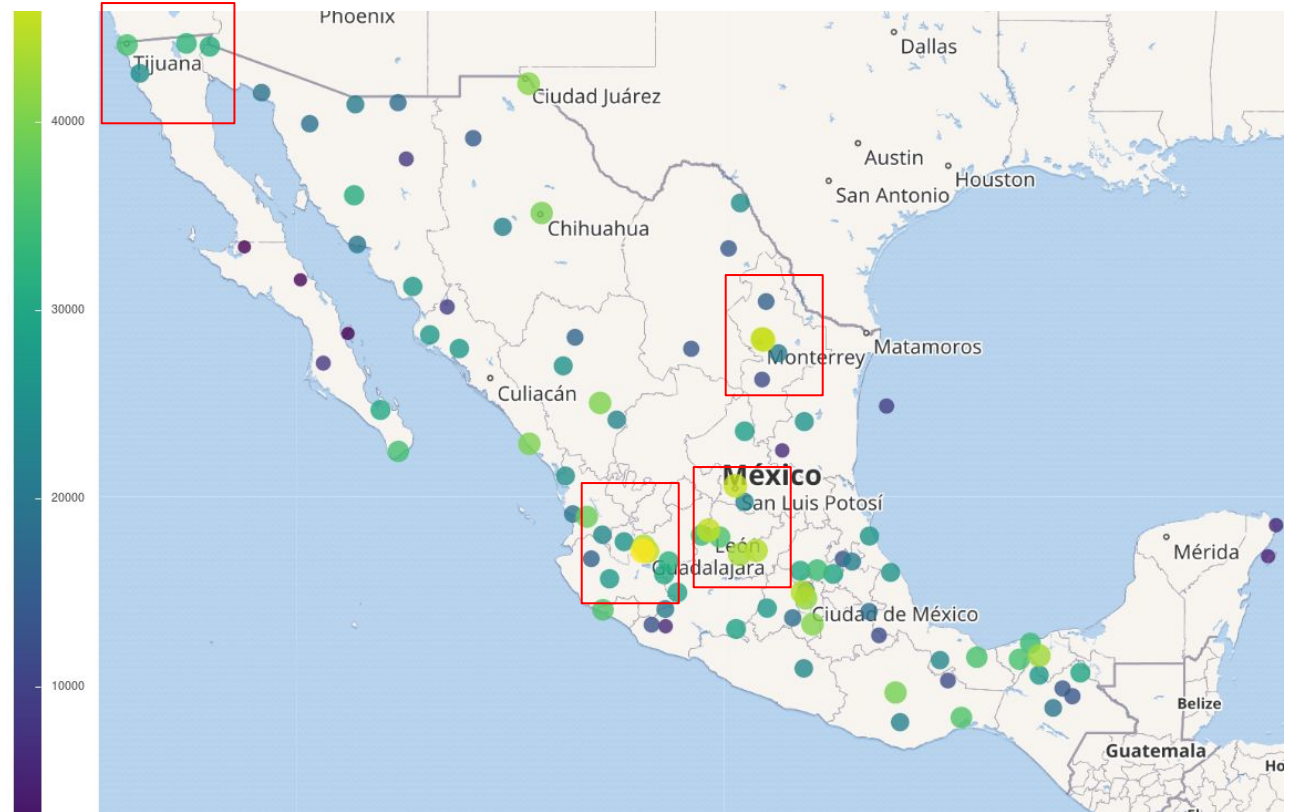 Phoenix
Dallas
Tijuana
Ciudad Juárez
40000
Austin
Houston
San Antonio
Chihuahua
30000
Matamoros
Monterrey
Culiacán
México
20000
San Luis Potosí
León
Mérida
Guadalajara
Ciudad de México
10000
Belize
Guatemala
Ho